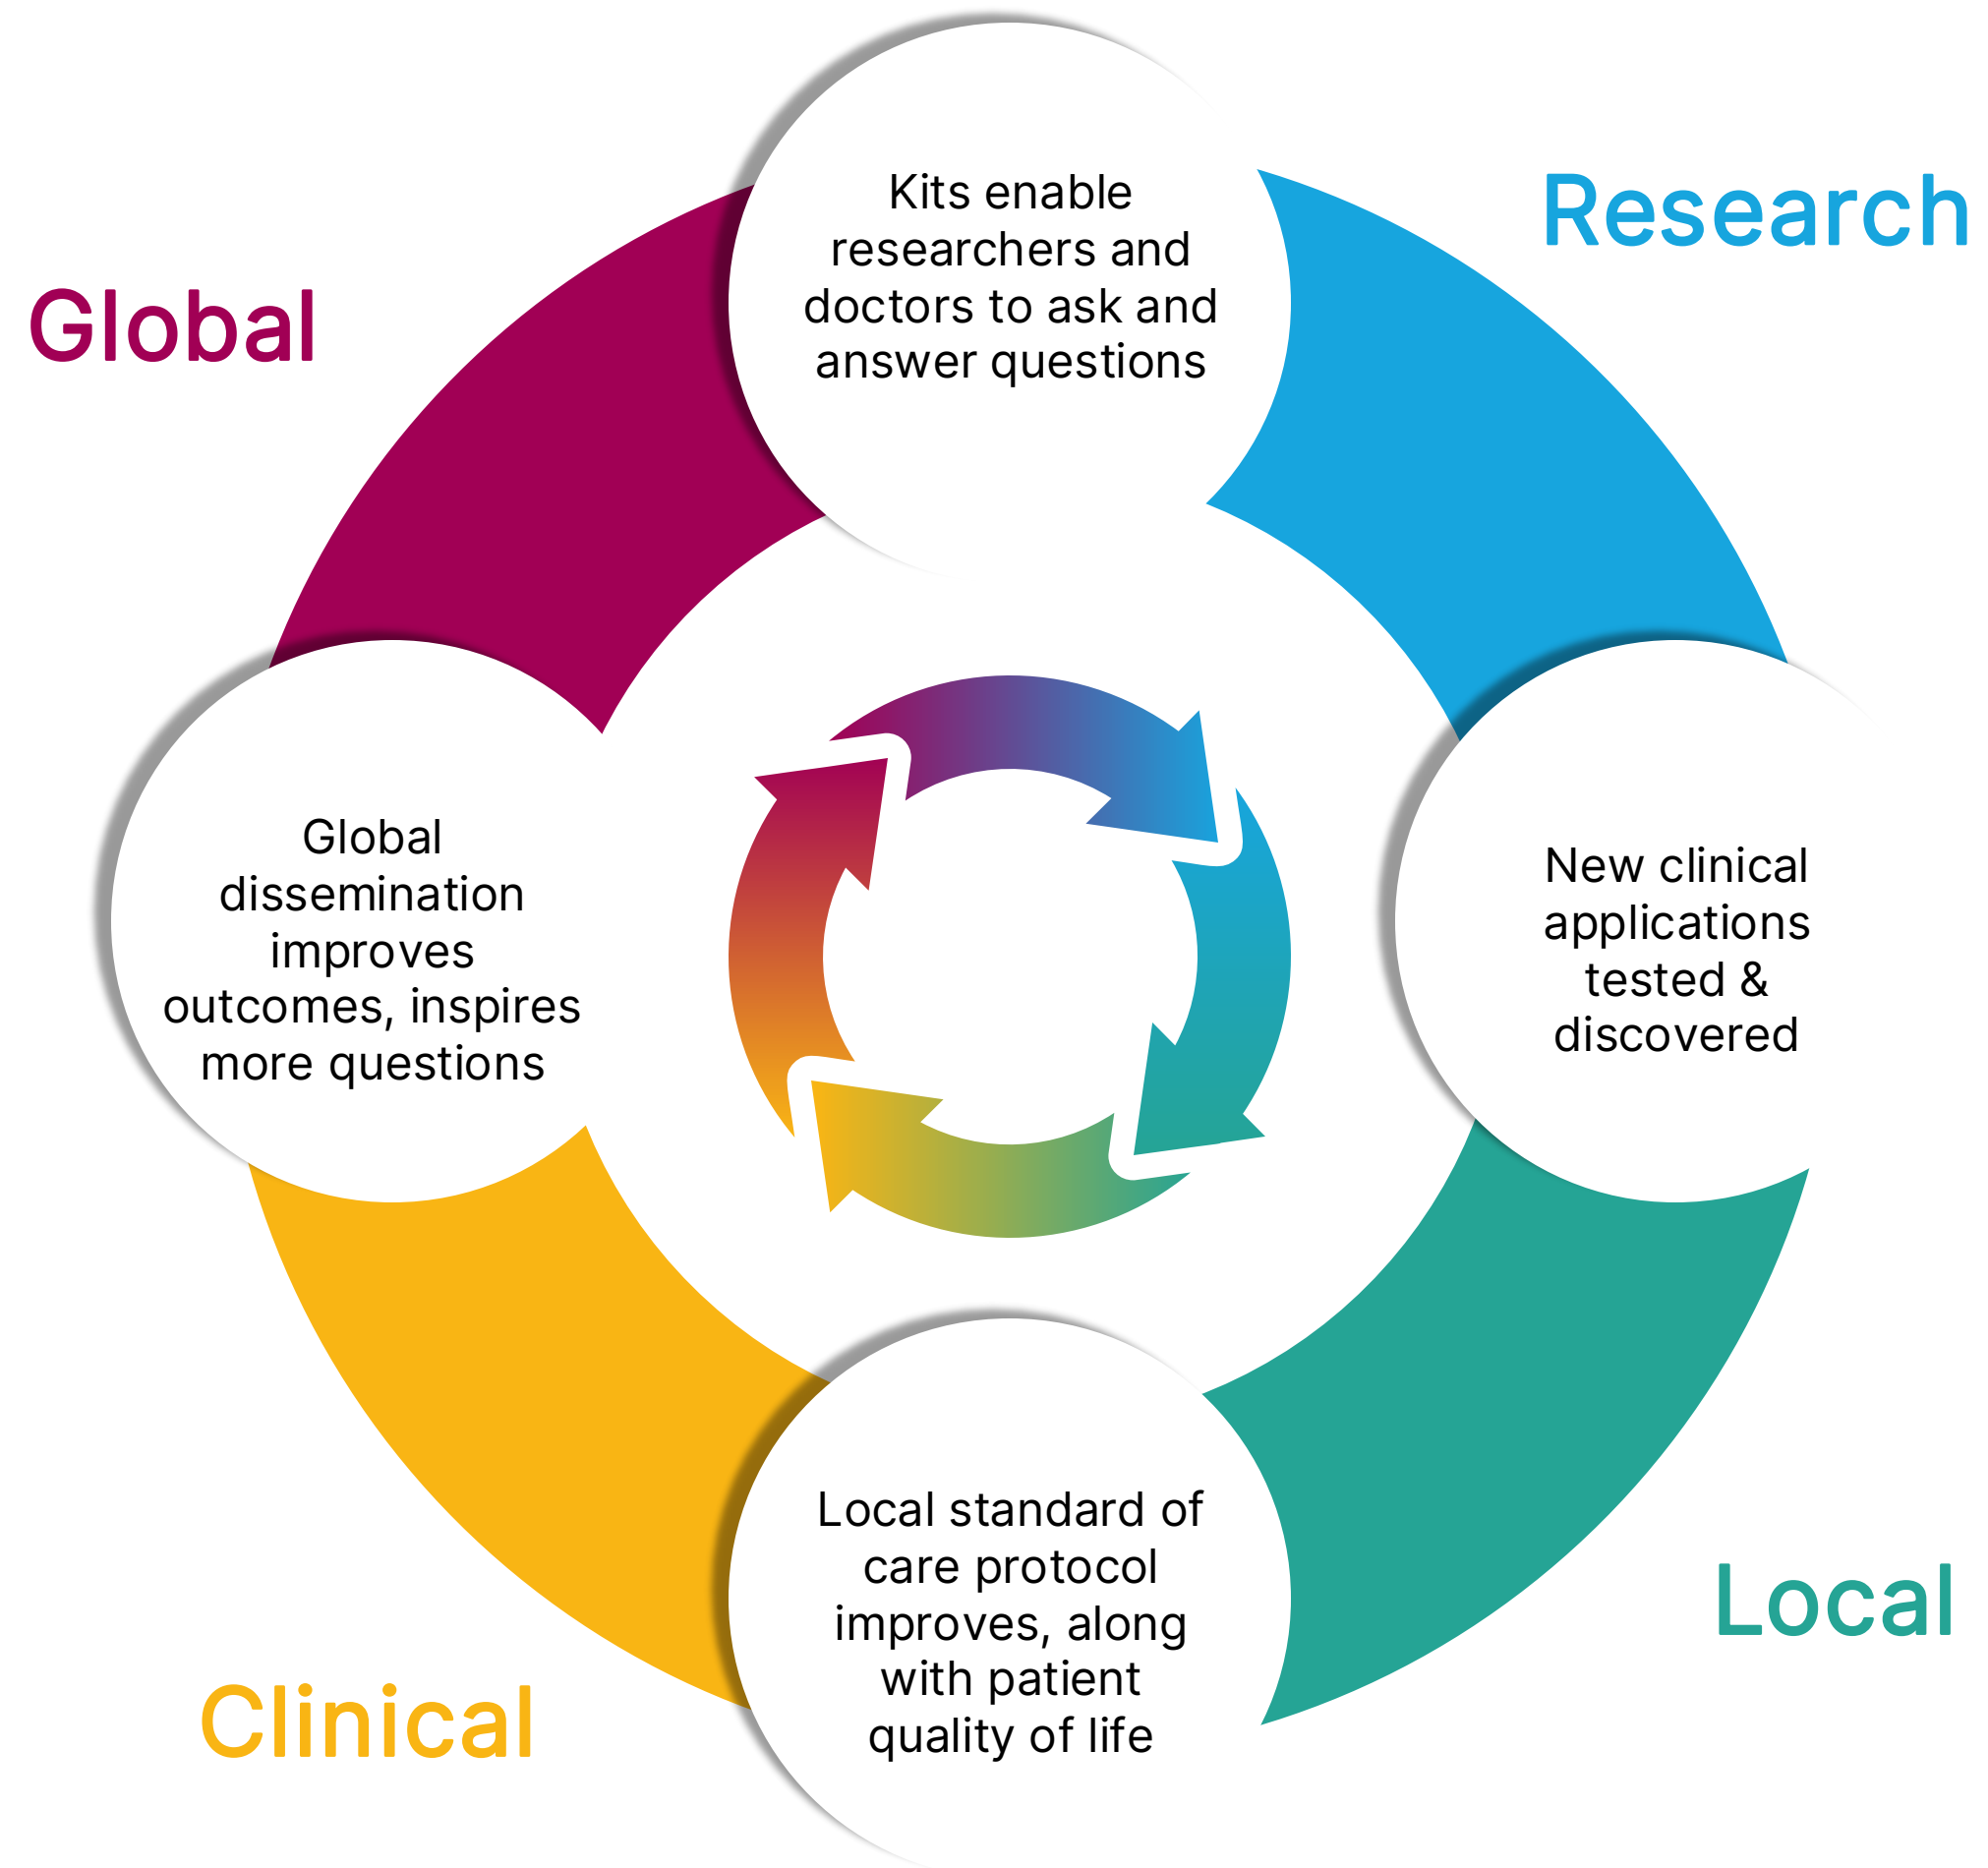 Kits enable
researchers and
doctors to ask and
answer questions
Research
Global
Global
dissemination
improves
outcomes, inspires
more questions
New clinical
applications
tested &
discovered
Local standard of
care protocol
improves, along
with patient
quality of life
Local
Clinical